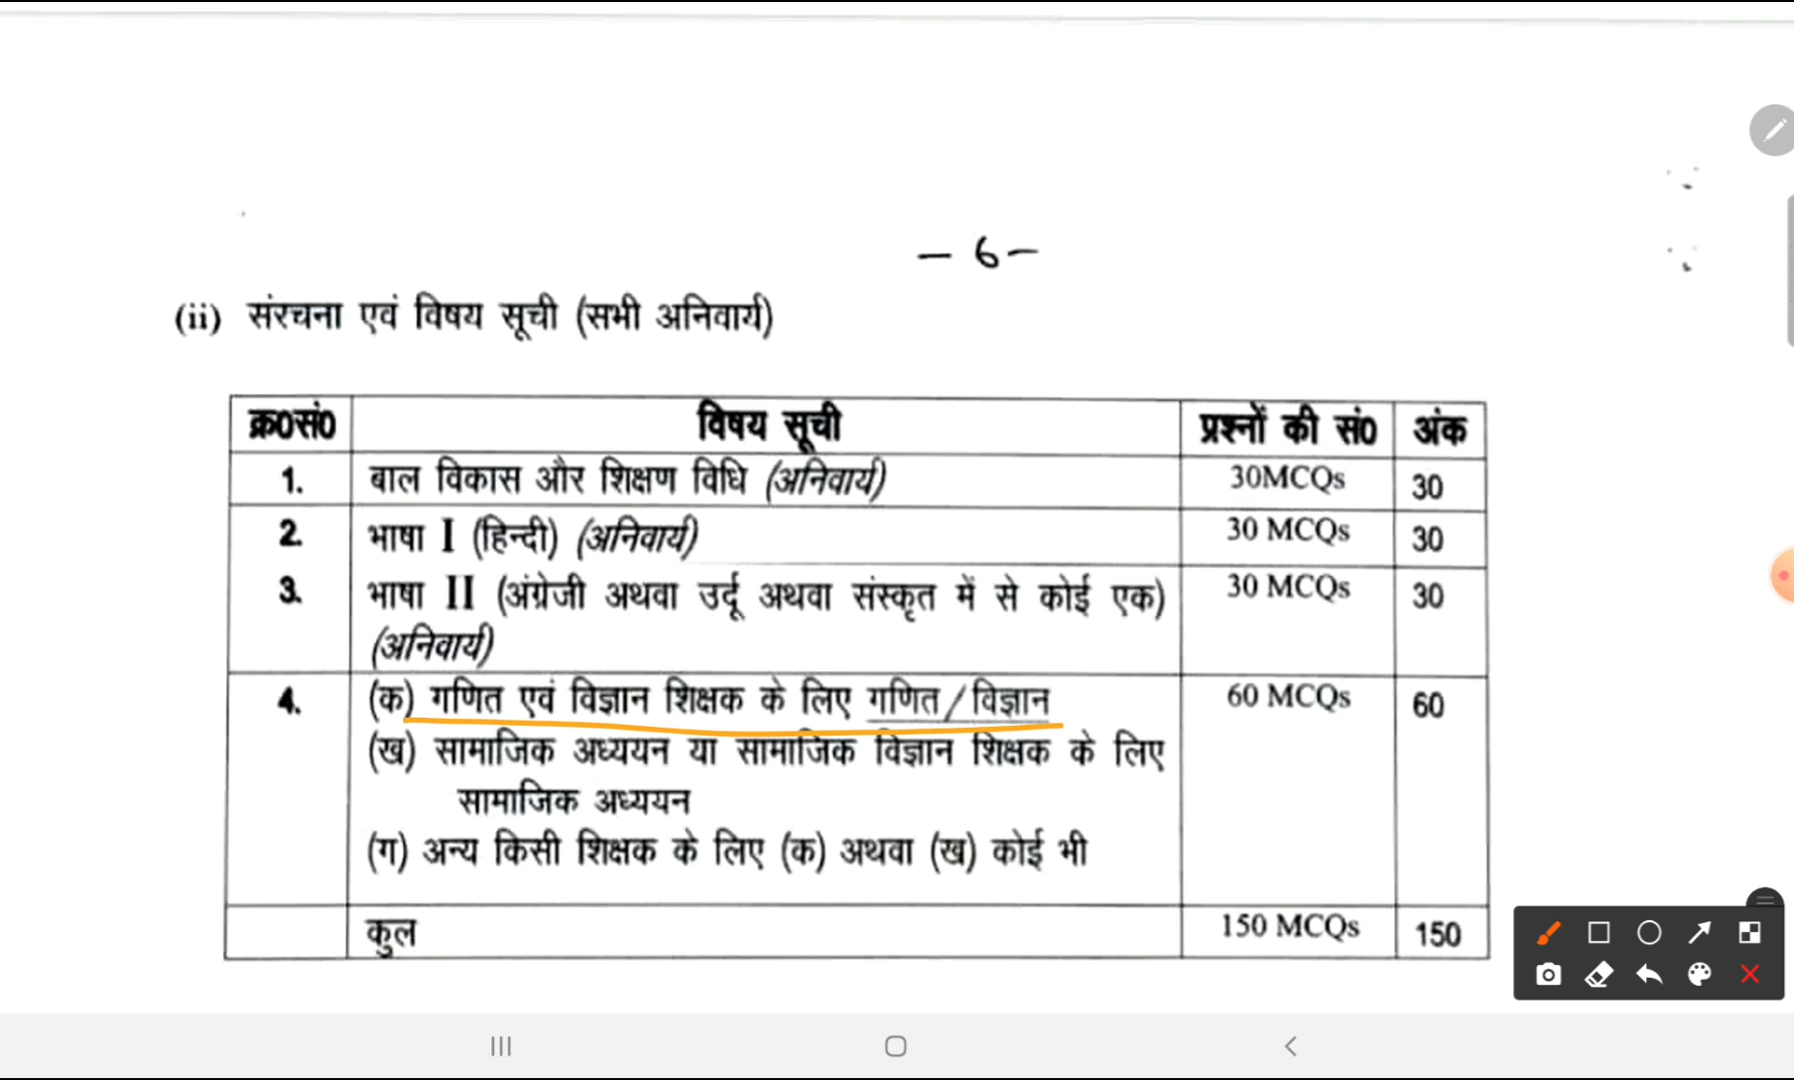 - 6 -
(ii) संरचना एवं विषय सूची (सभी अनिवार्य)
क्र0सं0 विषय सूची प्रश्नों की सं0 अंक
1. बाल विकास और शिक्षण विधि (अनिवार्य) 30MCQs 30
2. भाषा I (हिन्दी) (अनिवार्य) 30 MCQs 30
3. भाषा II (अंग्रेजी अथवा उर्दू अथवा संस्कृत में से कोई एक) 30 MCQs 30
(अनिवार्य)
4. (क) गणित एवं विज्ञान शिक्षक के लिए गणित/विज्ञान 60 MCQs 60
(ख) सामाजिक अध्ययन या सामाजिक विज्ञान शिक्षक के लिए
सामाजिक अध्ययन
(ग) अन्य किसी शिक्षक के लिए (क) अथवा (ख) कोई भी
कुल 150 MCQs 150